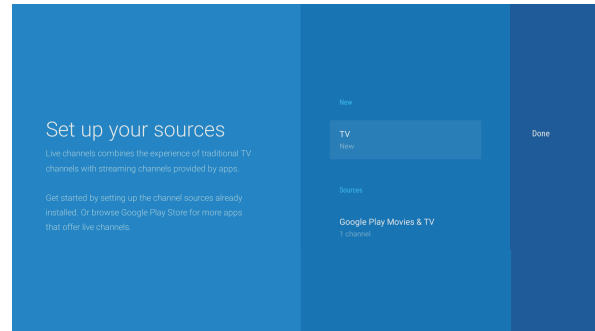 Set up your sources
Live channels combines the experience of traditional TV
channels with streaming channels provided by apps.
Get started by setting up the channel sources already
installed. Or browse Google Play Store for more apps
that offer live channels.
New
TV
New
Sources
Google Play Movies & TV
1 channel
Done